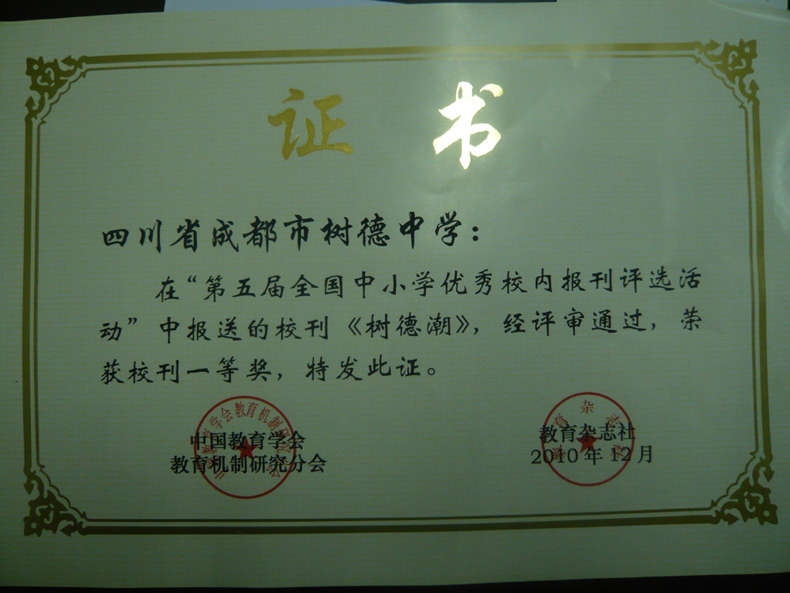 证书
四川省成都市树德中学：
在“第五届全国中小学优秀校内报刊评选活
动”中报送的校刊《树德潮》，经评审通过，荣
获校刊一等奖，特发此证。
中国教育学会
教育机制研究分会
教育杂志社
2010年12月